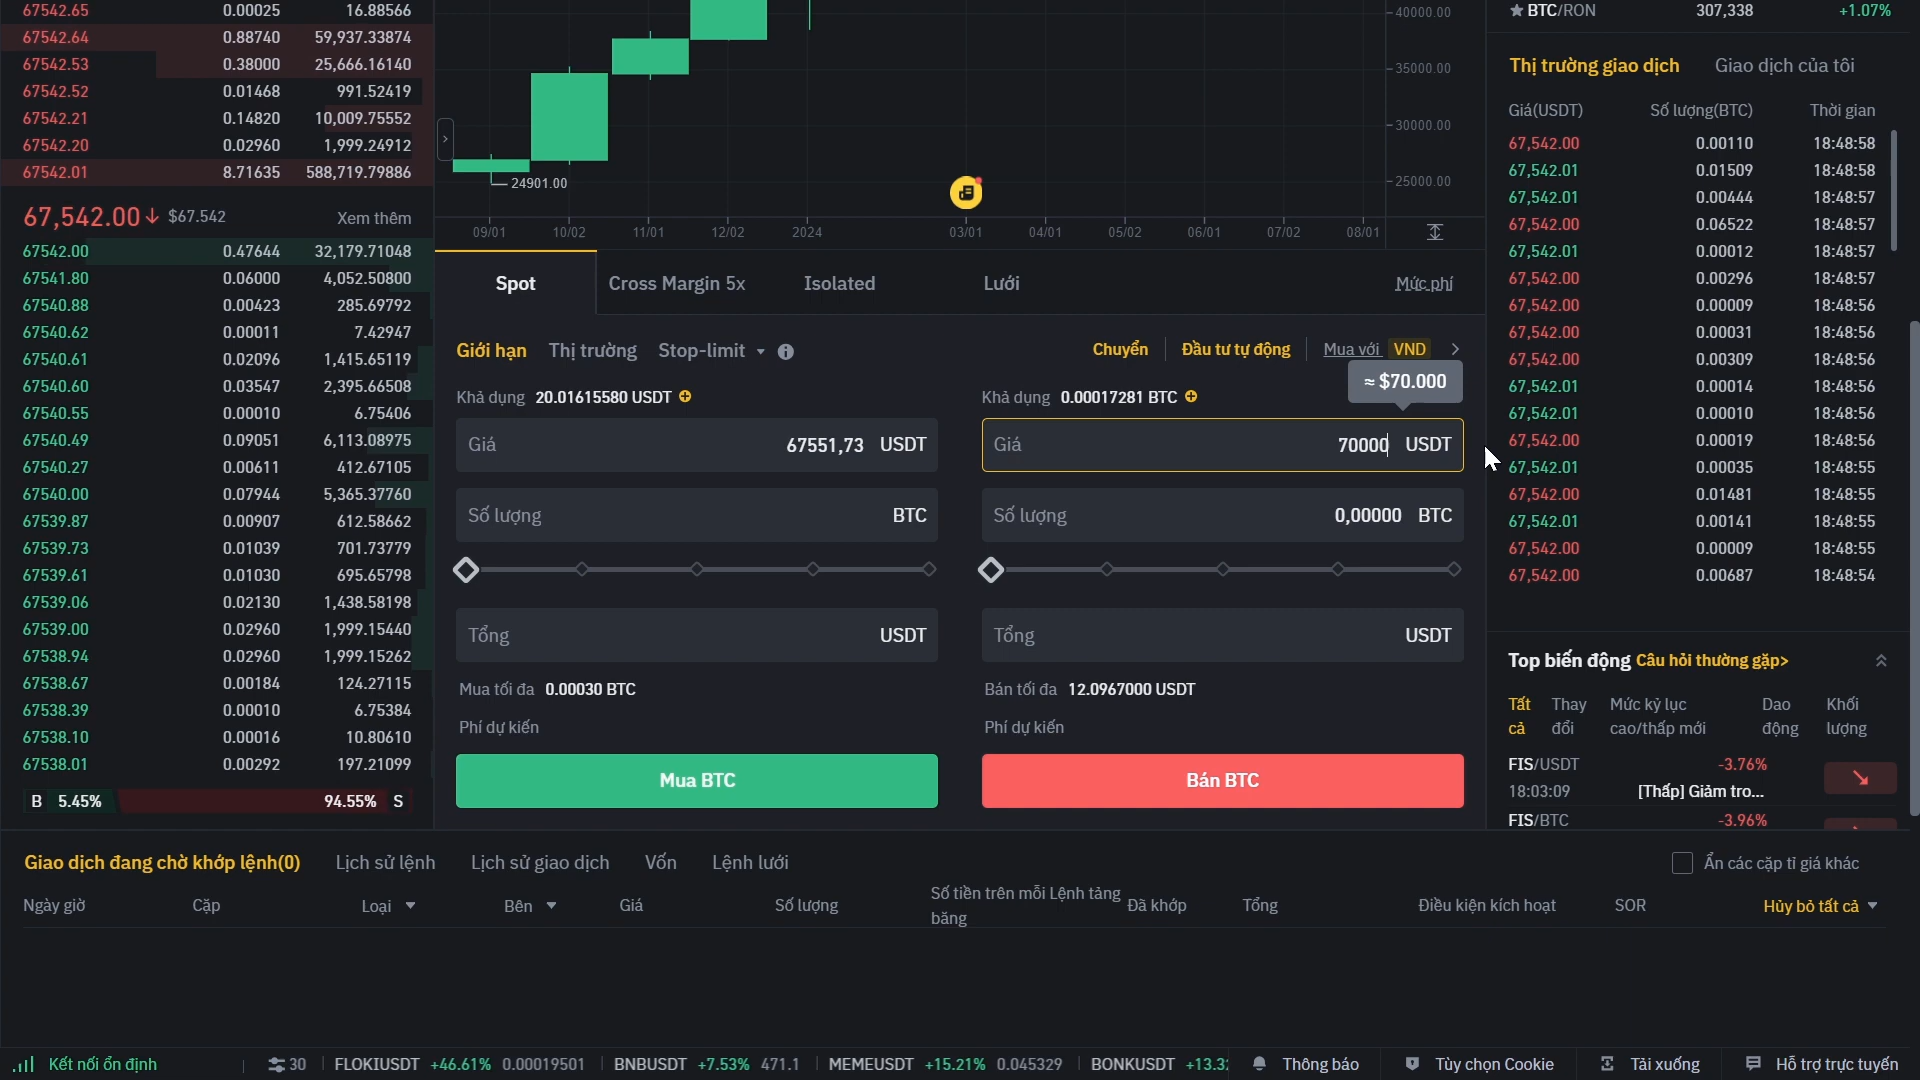 67542.65 0.00025 16.88566
67542.64 0.88740 59,937.33874
67542.53 0.38000 25,666.16140
67542.52 0.01468 991.52419
67542.21 0.14820 10,009.75552
67542.20 0.02960 1,999.24912
67542.01 8.71635 588,719.79886
67,542.00 $67.542 Xem thêm
67542.00 0.47644 32,179.71048
67541.80 0.06000 4,052.50800
67540.88 0.00423 285.69792
67540.62 0.00011 7.42947
67540.61 0.02096 1,415.65119
67540.60 0.03547 2,395.66508
67540.55 0.00010 6.75406
67540.49 0.09051 6,113.08975
67540.27 0.00611 412.67105
67540.00 0.07944 5,365.37760
67539.87 0.00907 612.58662
67539.73 0.01039 701.73779
67539.61 0.01030 695.65798
67539.06 0.02130 1,438.58198
67539.00 0.02960 1,999.15440
67538.94 0.02960 1,999.15262
67538.67 0.00184 124.27115
67538.39 0.00010 6.75384
67538.10 0.00016 10.80610
67538.01 0.00292 197.21099
B 5.45% 94.55% S
40000.00
35000.00
30000.00
25000.00
24901.00
09/01 10/02 11/01 12/02 2024 03/01 04/01 05/02 06/01 07/02 08/01
Spot Cross Margin 5x Isolated Lưới Mức phí
Giới hạn Thị trường Stop-limit Chuyển Đầu tư tự động Mua với VND
≈ $70.000
Khả dụng 20.01615580 USDT
Giá 67551,73 USDT
Số lượng BTC
Tổng USDT
Mua tối đa 0.00030 BTC
Phí dự kiến
Mua BTC
Khả dụng 0.00017281 BTC
Giá 70000 USDT
Số lượng 0,00000 BTC
Tổng USDT
Bán tối đa 12.0967000 USDT
Phí dự kiến
Bán BTC
BTC/RON 307,338 +1.07%
Thị trường giao dịch Giao dịch của tôi
Giá(USDT) Số lượng(BTC) Thời gian
67,542.00 0.00110 18:48:58
67,542.01 0.01509 18:48:58
67,542.01 0.00444 18:48:57
67,542.00 0.06522 18:48:57
67,542.01 0.00012 18:48:57
67,542.00 0.00296 18:48:57
67,542.00 0.00009 18:48:56
67,542.00 0.00031 18:48:56
67,542.00 0.00309 18:48:56
67,542.01 0.00014 18:48:56
67,542.01 0.00010 18:48:56
67,542.00 0.00019 18:48:56
67,542.01 0.00035 18:48:55
67,542.00 0.01481 18:48:55
67,542.01 0.00141 18:48:55
67,542.00 0.00009 18:48:55
67,542.00 0.00687 18:48:54
Top biến động Câu hỏi thường gặp>
Tất cả Thay đổi Mức kỷ lục cao/thấp mới Dao động Khối lượng
FIS/USDT -3.76%
18:03:09 [Thấp] Giảm tro...
FIS/BTC -3.96%
Giao dịch đang chờ khớp lệnh(0) Lịch sử lệnh Lịch sử giao dịch Vốn Lệnh lưới Ẩn các cặp tỉ giá khác
Ngày giờ Cặp Loại Bên Giá Số lượng Số tiền trên mỗi Lệnh tảng băng Đã khớp Tổng Điều kiện kích hoạt SOR Hủy bỏ tất cả
Kết nối ổn định 30 FLOKIUSDT +46.61% 0.00019501 BNBUSDT +7.53% 471.1 MEMEUSDT +15.21% 0.045329 BONKUSDT Thông báo Tùy chọn Cookie Tải xuống Hỗ trợ trực tuyến